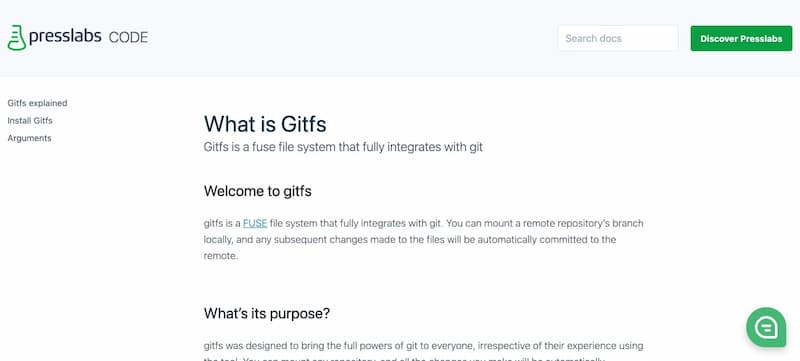 presslabs CODE
Search docs
Discover Presslabs
Gitfs explained
Install Gitfs
Arguments
What is Gitfs
Gitfs is a fuse file system that fully integrates with git
Welcome to gitfs
gitfs is a FUSE file system that fully integrates with git. You can mount a remote repository's branch
locally, and any subsequent changes made to the files will be automatically committed to the
remote.
What's its purpose?
gitfs was designed to bring the full powers of git to everyone, irrespective of their experience using
the tool. You can mount any repository, and all the changes you make will be automatically